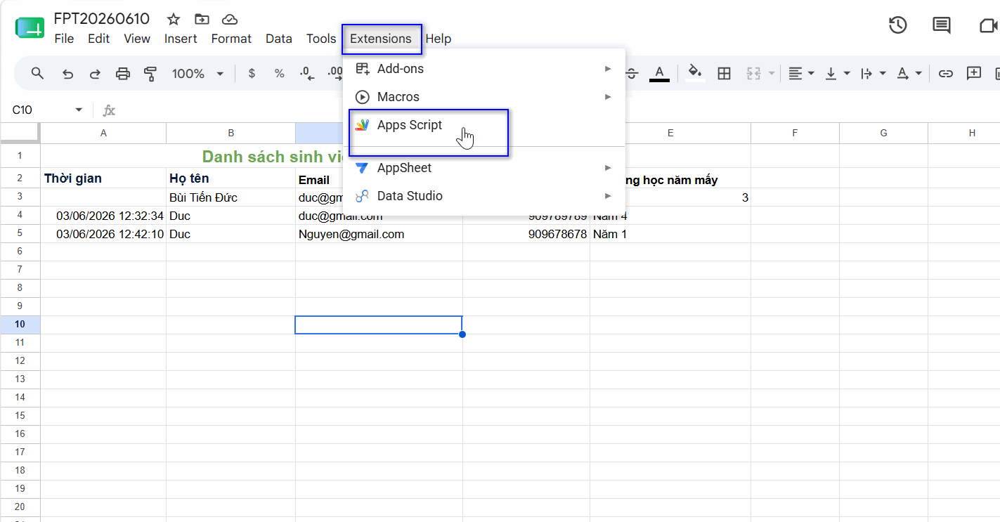 FPT20260610
File Edit View Insert Format Data Tools Extensions Help
100% $ % .0 .00 A A
Add-ons
Macros
Apps Script
AppSheet
Data Studio
C10 fx
A B E F G H
1 Danh sách sinh vi
2 Thời gian Họ tên Email ng học năm mấy
3 Bùi Tiến Đức duc@gm 3
4 03/06/2026 12:32:34 Duc duc@gmail.com 909789789 Năm 4
5 03/06/2026 12:42:10 Duc Nguyen@gmail.com 909678678 Năm 1
6
7
8
9
10
11
12
13
14
15
16
17
18
19
20